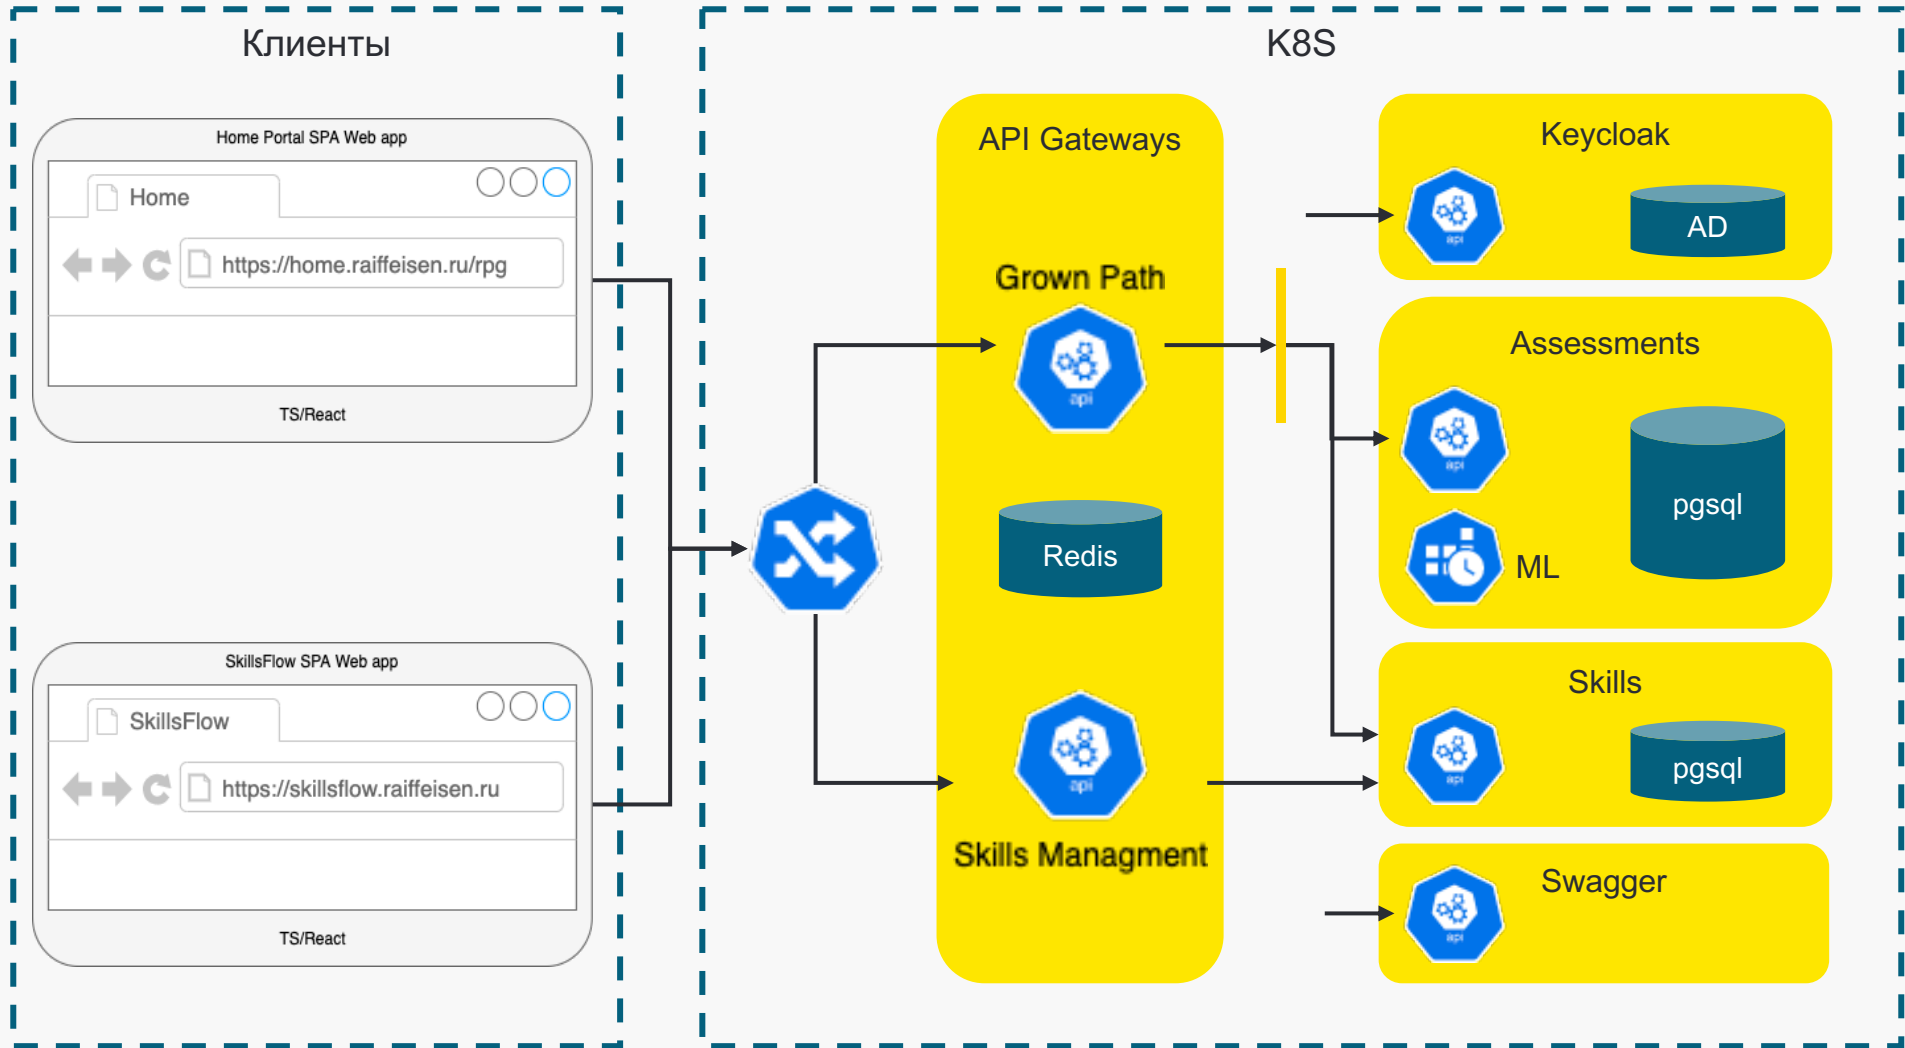 Клиенты
Home Portal SPA Web app
Home
https://home.raiffeisen.ru/rpg
TS/React
SkillsFlow SPA Web app
SkillsFlow
https://skillsflow.raiffeisen.ru
TS/React
K8S
API Gateways
Grown Path
api
Redis
api
Skills Managment
Keycloak
api
AD
Assessments
api
pgsql
ML
Skills
api
pgsql
Swagger
api